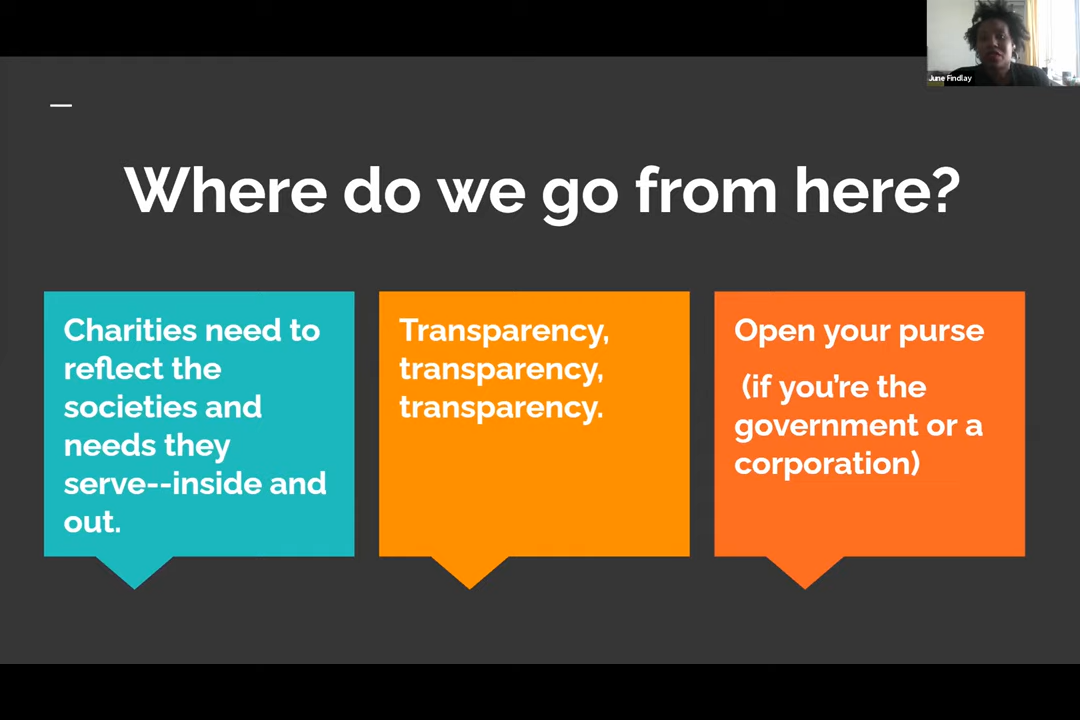 June Findlay
Where do we go from here?
Charities need to
reflect the
societies and
needs they
serve--inside and
out.
Transparency,
transparency,
transparency.
Open your purse
(if you’re the
government or a
corporation)